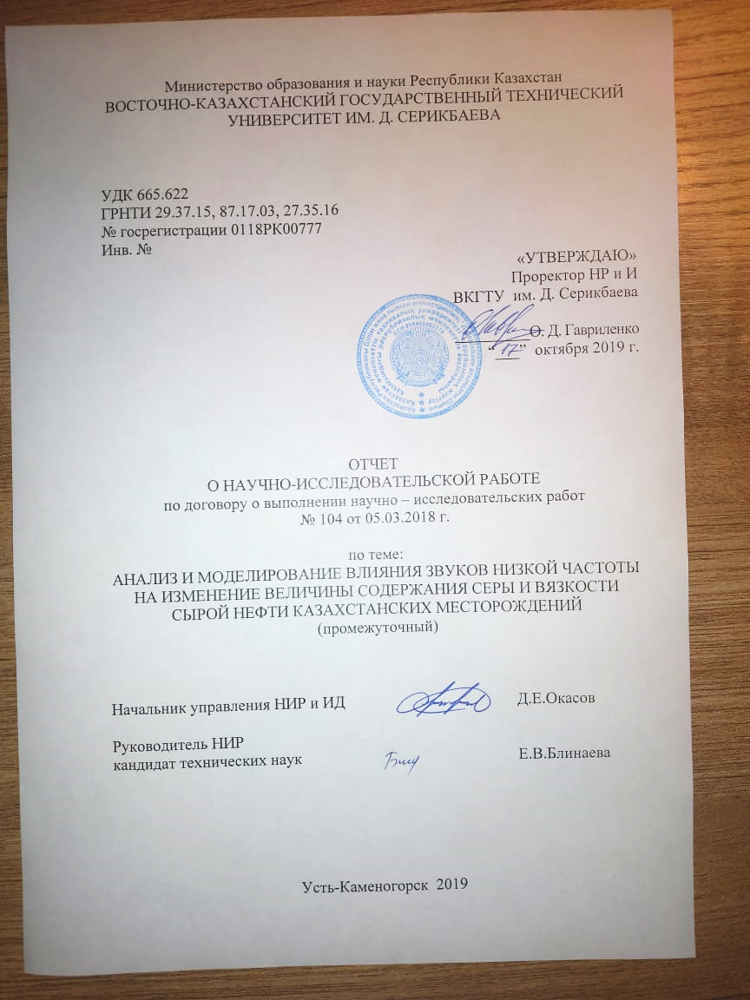 Министерство образования и науки Республики Казахстан
ВОСТОЧНО-КАЗАХСТАНСКИЙ ГОСУДАРСТВЕННЫЙ ТЕХНИЧЕСКИЙ
УНИВЕРСИТЕТ ИМ. Д. СЕРИКБАЕВА
УДК 665.622
ГРНТИ 29.37.15, 87.17.03, 27.35.16
№ госрегистрации 0118РК00777
Инв. №
«УТВЕРЖДАЮ»
Проректор НР и И
ВКГТУ им. Д. Серикбаева
О. Д. Гавриленко
“17” октября 2019 г.
ОТЧЕТ
О НАУЧНО-ИССЛЕДОВАТЕЛЬСКОЙ РАБОТЕ
по договору о выполнении научно – исследовательских работ
№ 104 от 05.03.2018 г.
по теме:
АНАЛИЗ И МОДЕЛИРОВАНИЕ ВЛИЯНИЯ ЗВУКОВ НИЗКОЙ ЧАСТОТЫ
НА ИЗМЕНЕНИЕ ВЕЛИЧИНЫ СОДЕРЖАНИЯ СЕРЫ И ВЯЗКОСТИ
СЫРОЙ НЕФТИ КАЗАХСТАНСКИХ МЕСТОРОЖДЕНИЙ
(промежуточный)
Начальник управления НИР и ИД
Д.Е.Окасов
Руководитель НИР
кандидат технических наук
Е.В.Блинаева
Усть-Каменогорск 2019